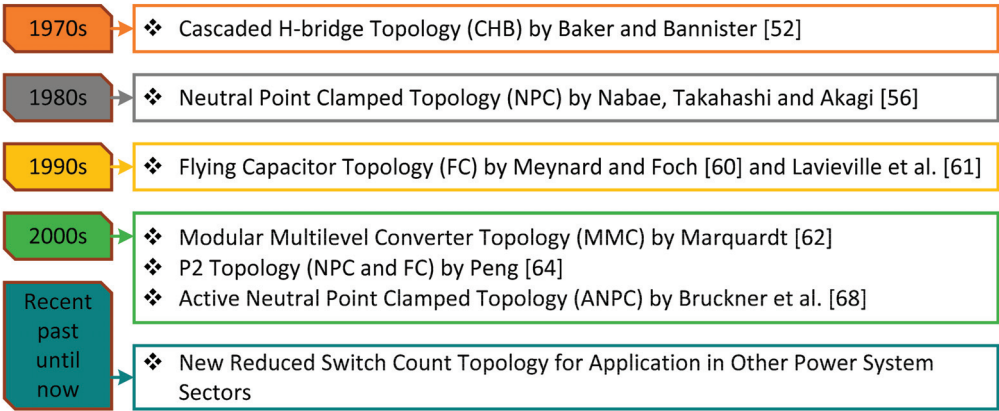 1970s
❖ Cascaded H-bridge Topology (CHB) by Baker and Bannister [52]
1980s
❖ Neutral Point Clamped Topology (NPC) by Nabae, Takahashi and Akagi [56]
1990s
❖ Flying Capacitor Topology (FC) by Meynard and Foch [60] and Lavieville et al. [61]
2000s
❖ Modular Multilevel Converter Topology (MMC) by Marquardt [62]
❖ P2 Topology (NPC and FC) by Peng [64]
❖ Active Neutral Point Clamped Topology (ANPC) by Bruckner et al. [68]
Recent
past
until
now
❖ New Reduced Switch Count Topology for Application in Other Power System
Sectors